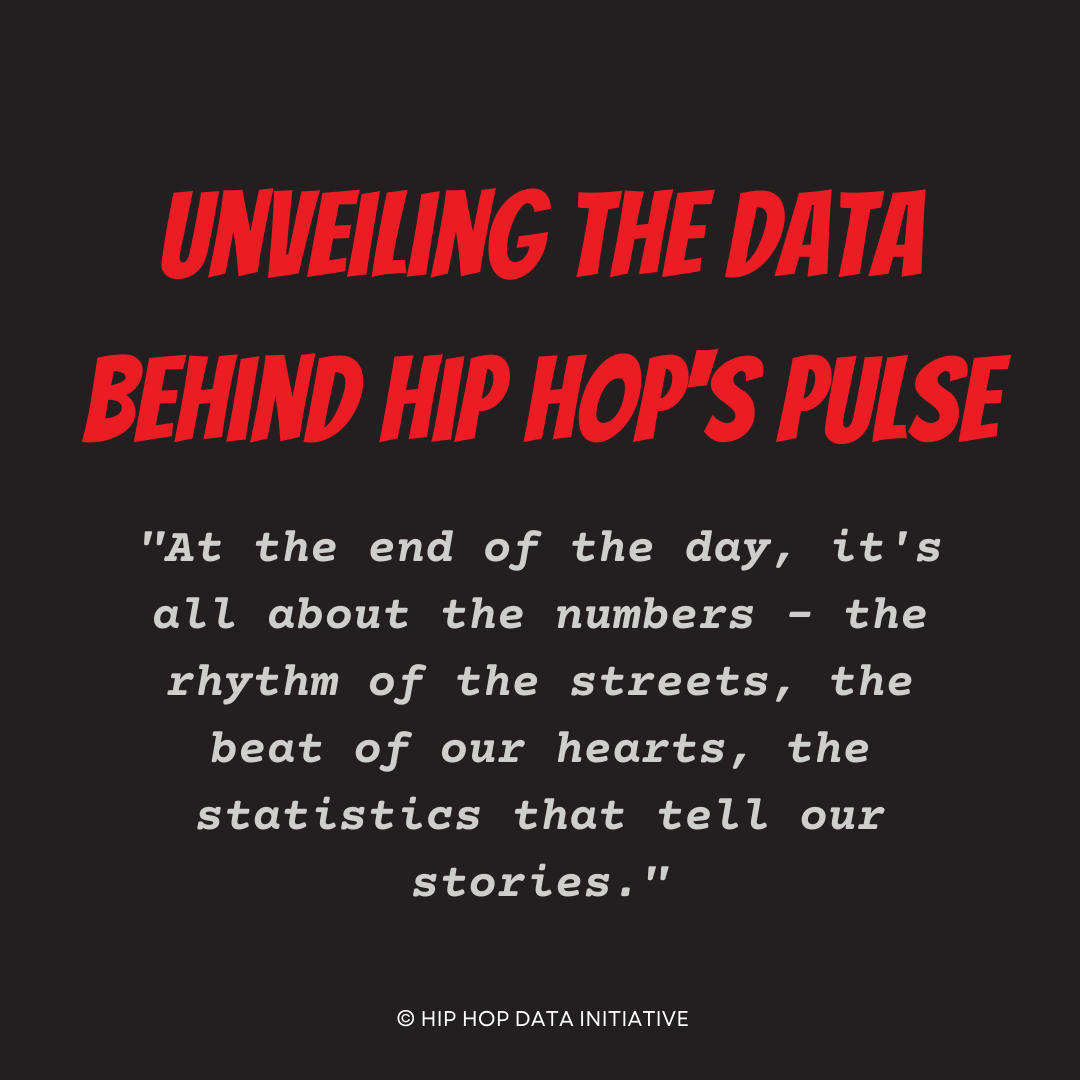 UNVEILING THE DATA
BEHIND HIP HOP'S PULSE
"At the end of the day, it's
all about the numbers – the
rhythm of the streets, the
beat of our hearts, the
statistics that tell our
stories."
© HIP HOP DATA INITIATIVE